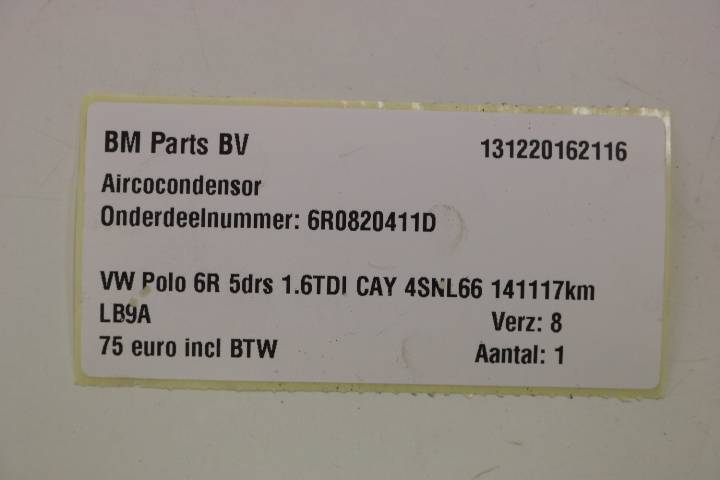 BM Parts BV 131220162116
Aircocondensor
Onderdeelnummer: 6R0820411D
VW Polo 6R 5drs 1.6TDI CAY 4SNL66 141117km
LB9A Verz: 8
75 euro incl BTW Aantal: 1